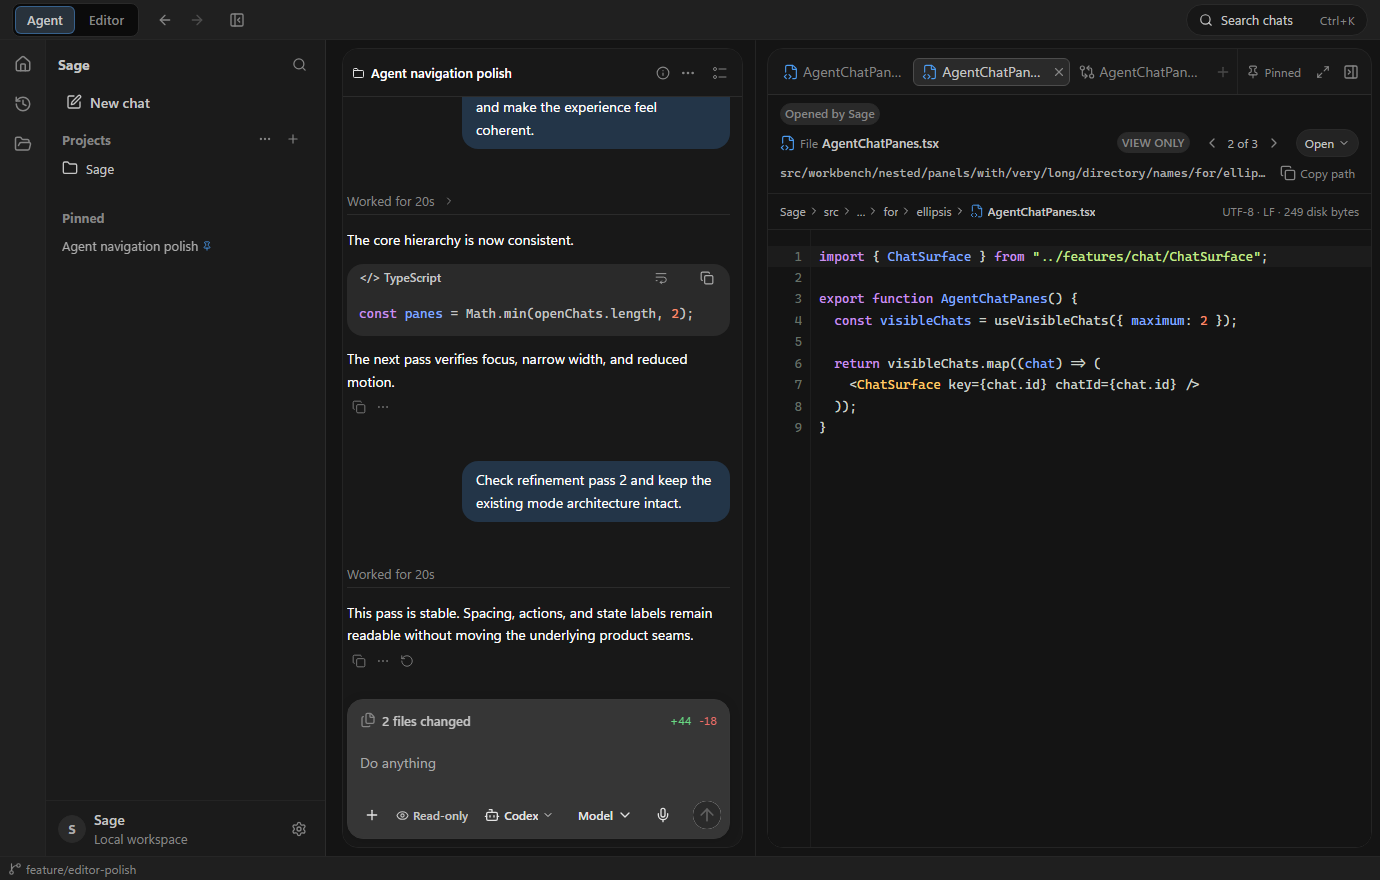 Agent
Editor
Search chats
Ctrl+K
Sage
New chat
Projects
Sage
Pinned
Agent navigation polish
Sage
S
Local workspace
Agent navigation polish
and make the experience feel
coherent.
Worked for 20s
The core hierarchy is now consistent.
</> TypeScript
const panes = Math.min(openChats.length, 2);
The next pass verifies focus, narrow width, and reduced
motion.
Check refinement pass 2 and keep the
existing mode architecture intact.
Worked for 20s
This pass is stable. Spacing, actions, and state labels remain
readable without moving the underlying product seams.
2 files changed
+44 -18
Do anything
Read-only
Codex
Model
AgentChatPan...
AgentChatPan...
AgentChatPan...
Pinned
Opened by Sage
File AgentChatPanes.tsx
VIEW ONLY
2 of 3
Open
src/workbench/nested/panels/with/very/long/directory/names/for/ellip…
Copy path
Sage > src > ... > for > ellipsis > AgentChatPanes.tsx
UTF-8 · LF · 249 disk bytes
1 import { ChatSurface } from "../features/chat/ChatSurface";
2
3 export function AgentChatPanes() {
4 const visibleChats = useVisibleChats({ maximum: 2 });
5
6 return visibleChats.map((chat) => (
7 <ChatSurface key={chat.id} chatId={chat.id} />
8 ));
9 }
feature/editor-polish